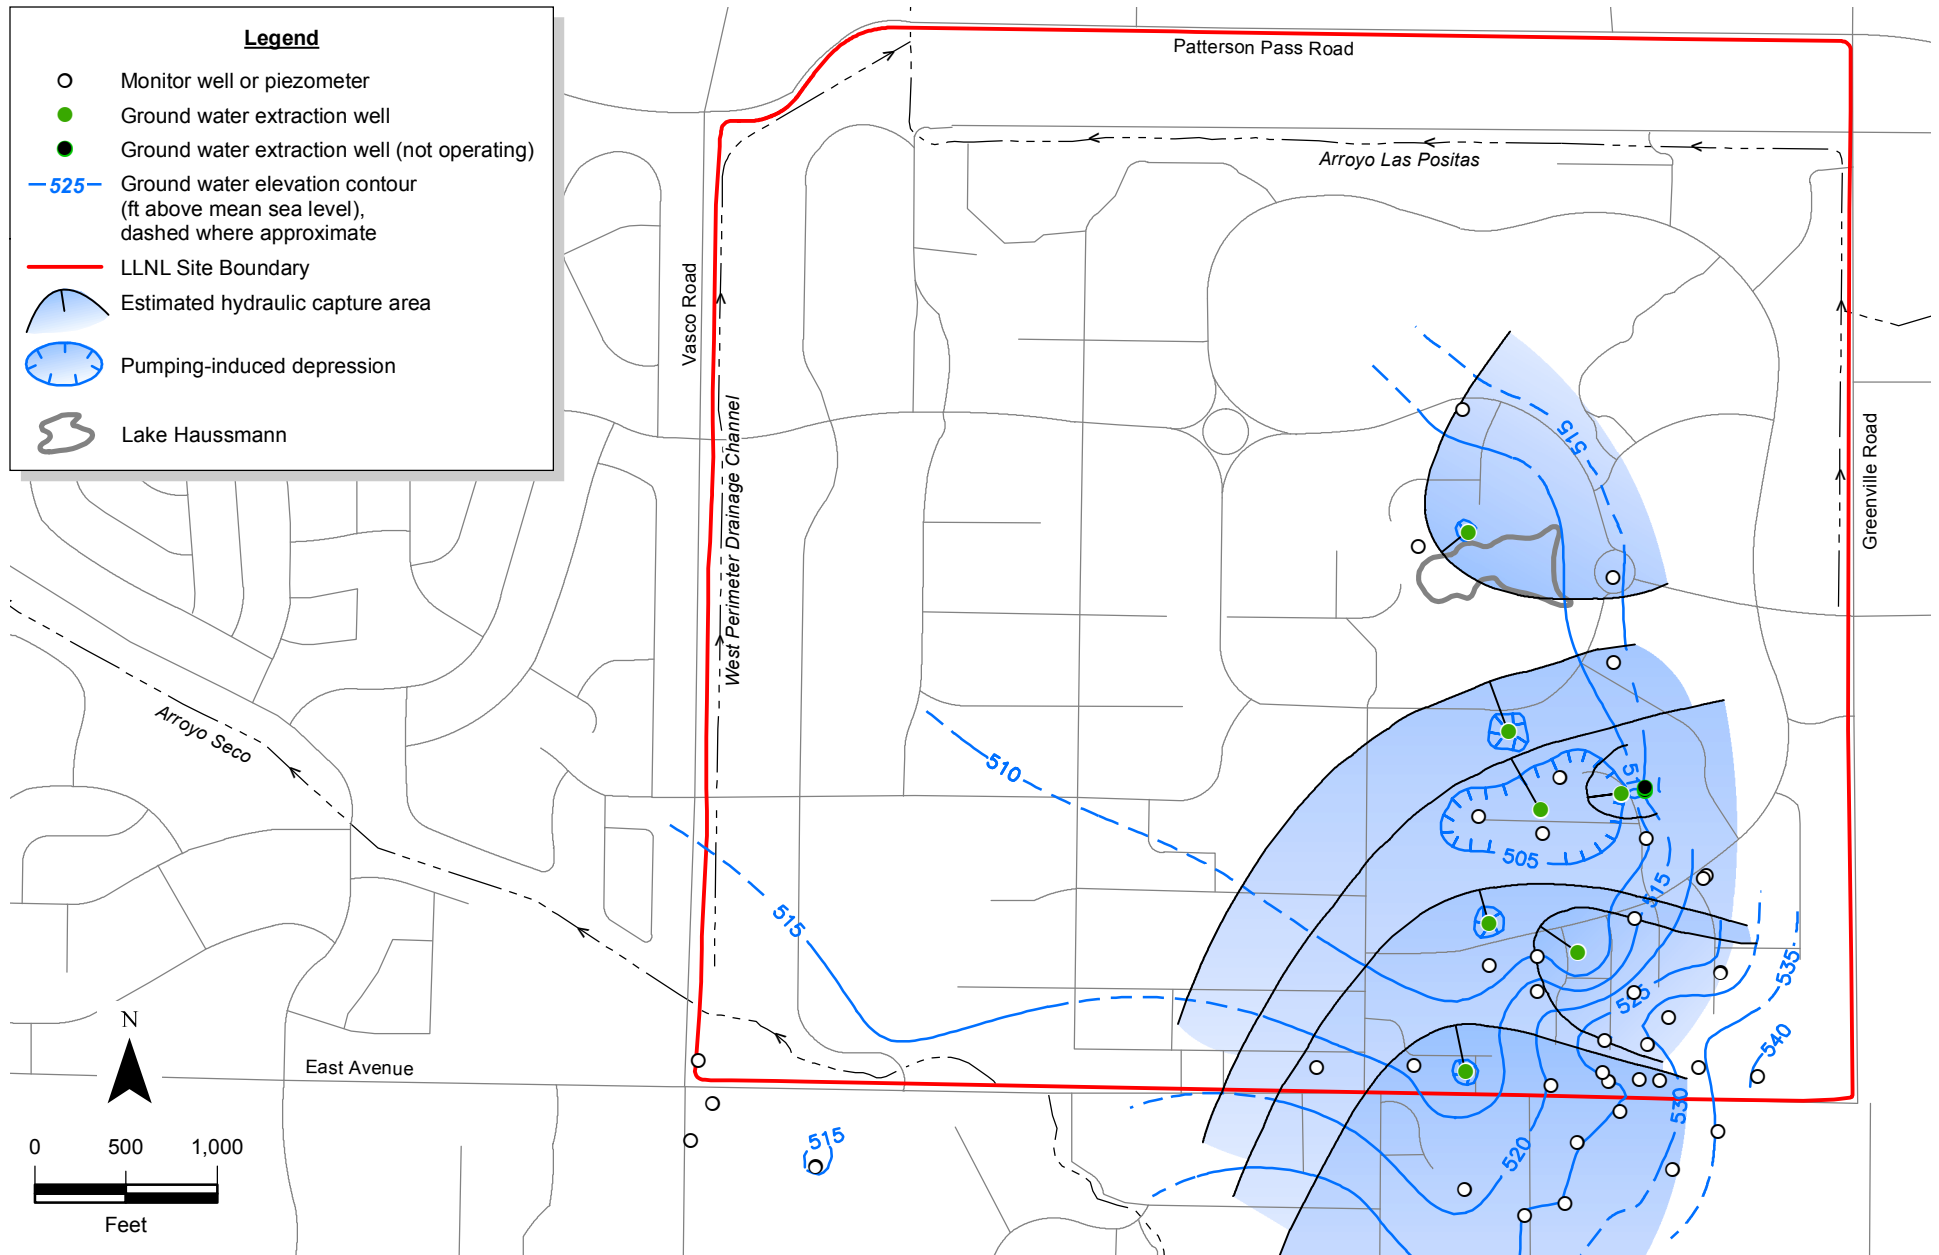 Legend
Monitor well or piezometer
Ground water extraction well
Ground water extraction well (not operating)
525
Ground water elevation contour
(ft above mean sea level),
dashed where approximate
LLNL Site Boundary
Estimated hydraulic capture area
Pumping-induced depression
Lake Haussmann
Patterson Pass Road
Arroyo Las Positas
Vasco Road
West Perimeter Drainage Channel
Greenville Road
515
Arroyo Seco
510
510
505
515
515
525
535
540
530
520
515
East Avenue
N
0 500 1,000
Feet